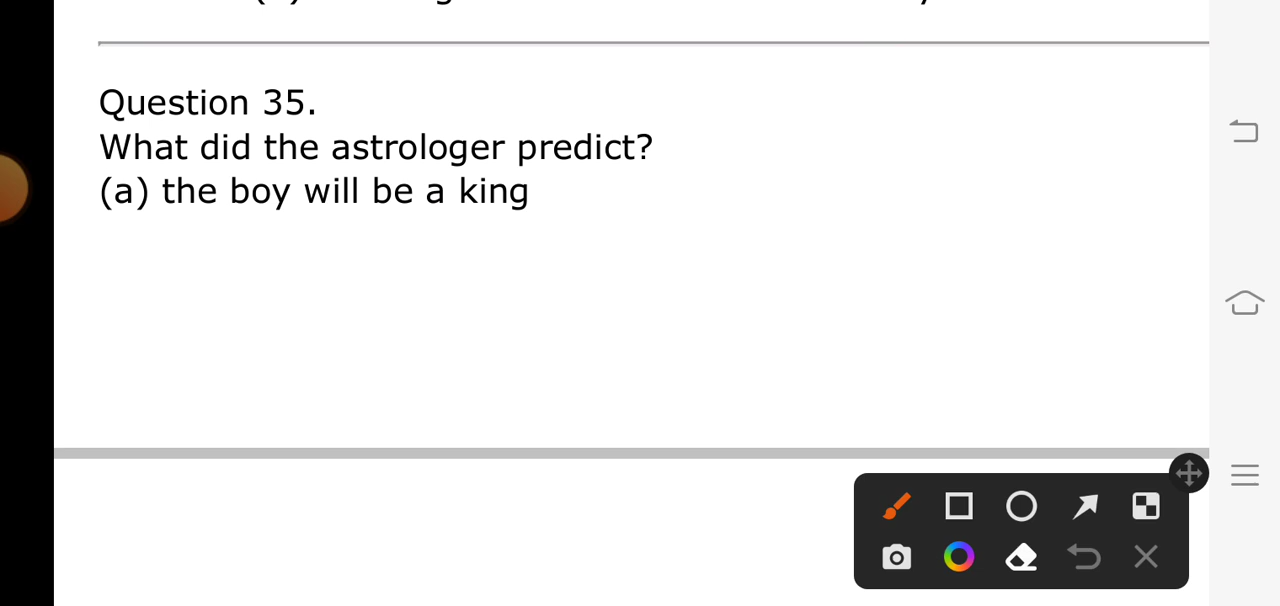 Question 35.
What did the astrologer predict?
(a) the boy will be a king